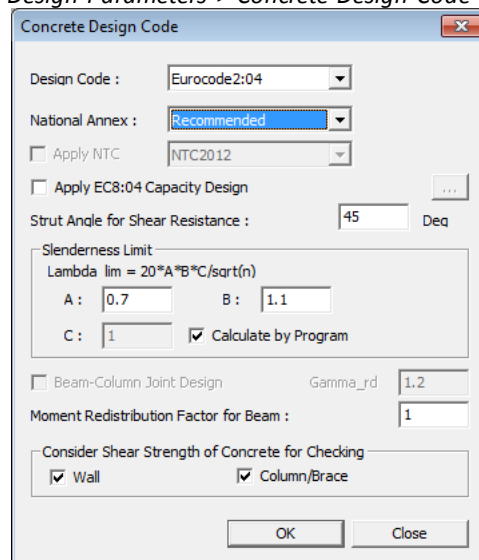 Design Parameters > Concrete Design Code
Concrete Design Code
Design Code : Eurocode2:04
National Annex : Recommended
Apply NTC NTC2012
Apply EC8:04 Capacity Design ...
Strut Angle for Shear Resistance : 45 Deg
Slenderness Limit
Lambda_lim = 20*A*B*C/sqrt(n)
A : 0.7 B : 1.1
C : 1 Calculate by Program
Beam-Column Joint Design Gamma_rd 1.2
Moment Redistribution Factor for Beam : 1
Consider Shear Strength of Concrete for Checking
Wall Column/Brace
OK Close